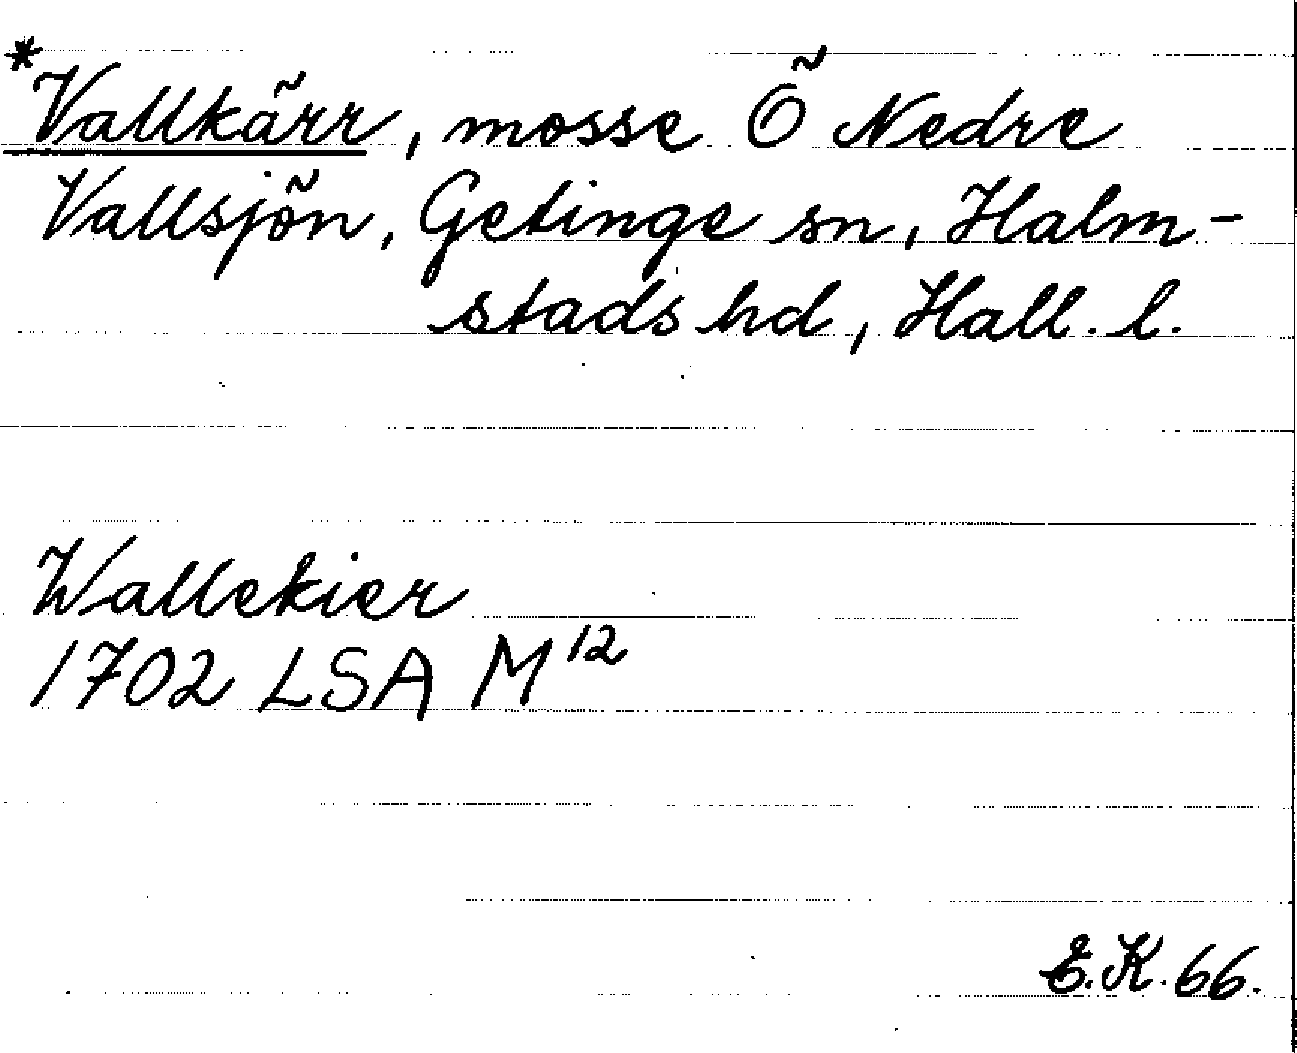 *Vallkärr, mosse Ö Nedre
Vallsjön, Getinge sn, Halm-
stads hd, Hall. l.
Wallekier
1702 LSA M¹²
E.K. 66.